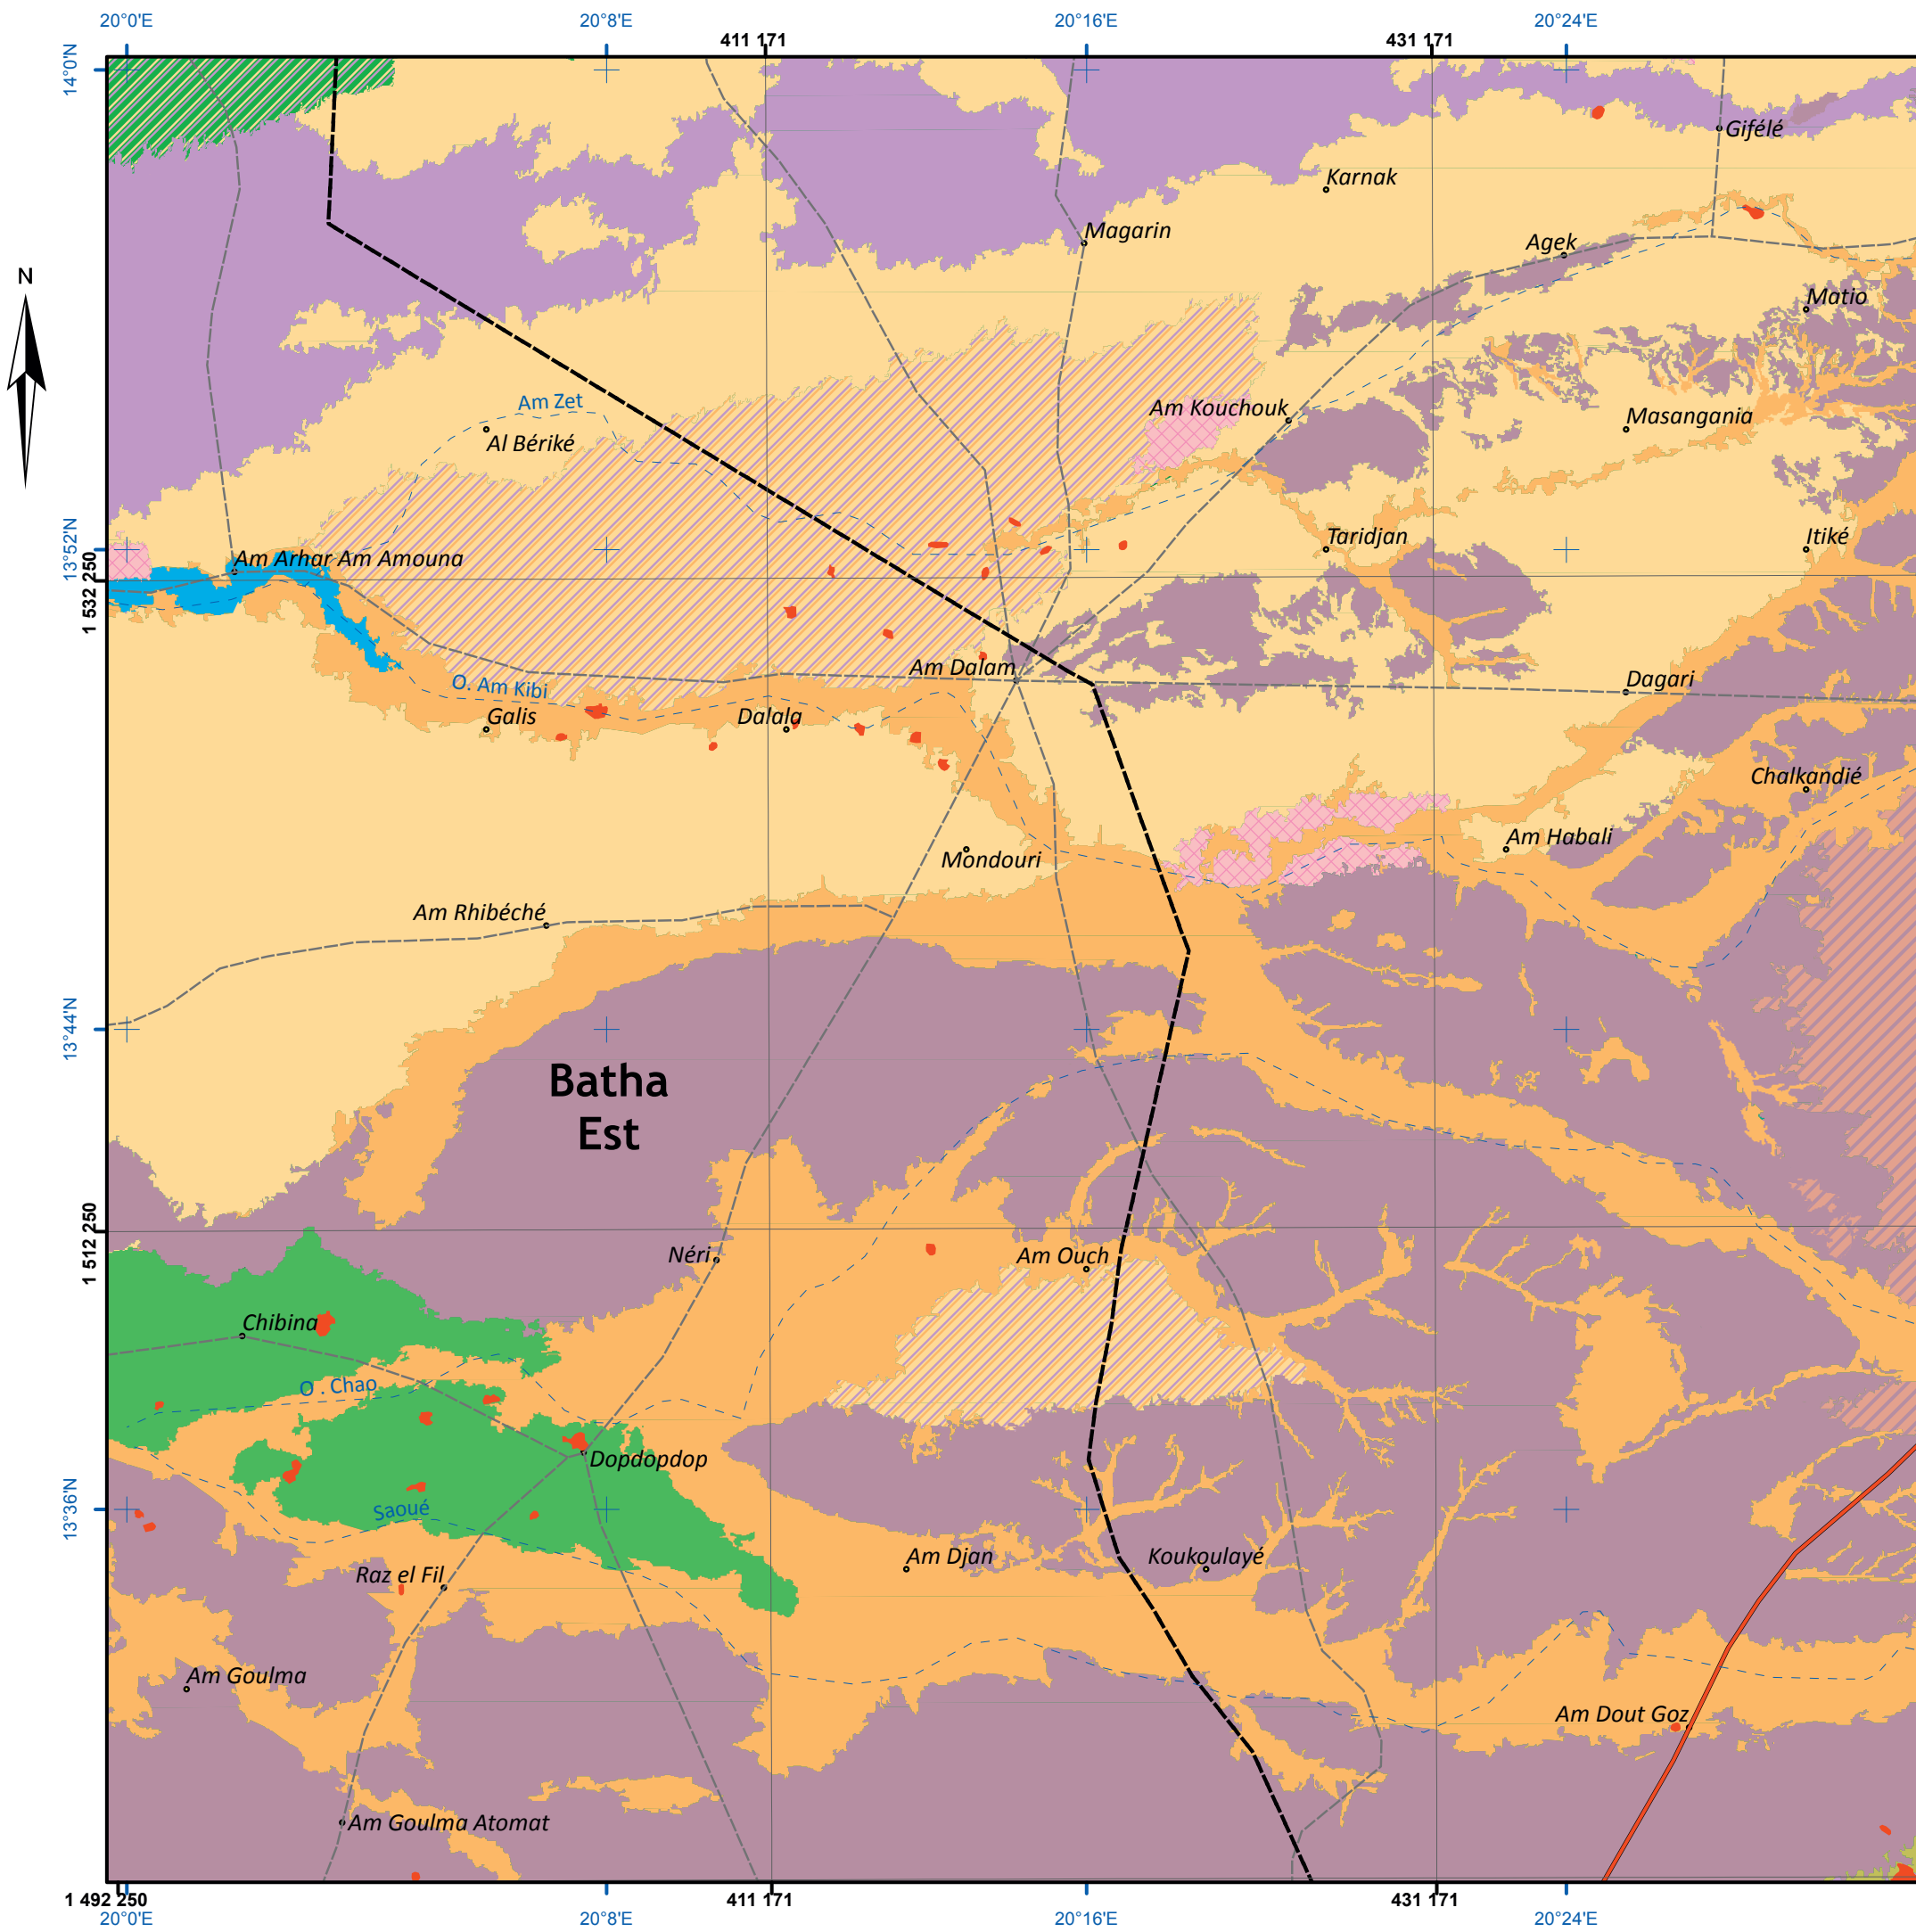 20°0'E
20°8'E
20°16'E
20°24'E
411 171
431 171
14°0'N
Gifélé
Karnak
Magarin
Agek
N
Matio
Am Zet
Am Kouchouk
Masangania
Al Bériké
13°52'N
Taridjan
Itiké
Am Arhar Am Amouna
1 532 250
Am Dalam
Dagari
O. Am Kibi
Galis
Dalala
Chalkandié
Am Habali
Mondouri
Am Rhibéché
13°44'N
Batha
Est
1 512 250
Néri
Am Ouch
Chibina
O . Chao
Dopdopdop
13°36'N
Saoué
Am Djan
Koukoulayé
Raz el Fil
Am Goulma
Am Dout Goz
Am Goulma Atomat
1 492 250
411 171
431 171
20°0'E
20°8'E
20°16'E
20°24'E